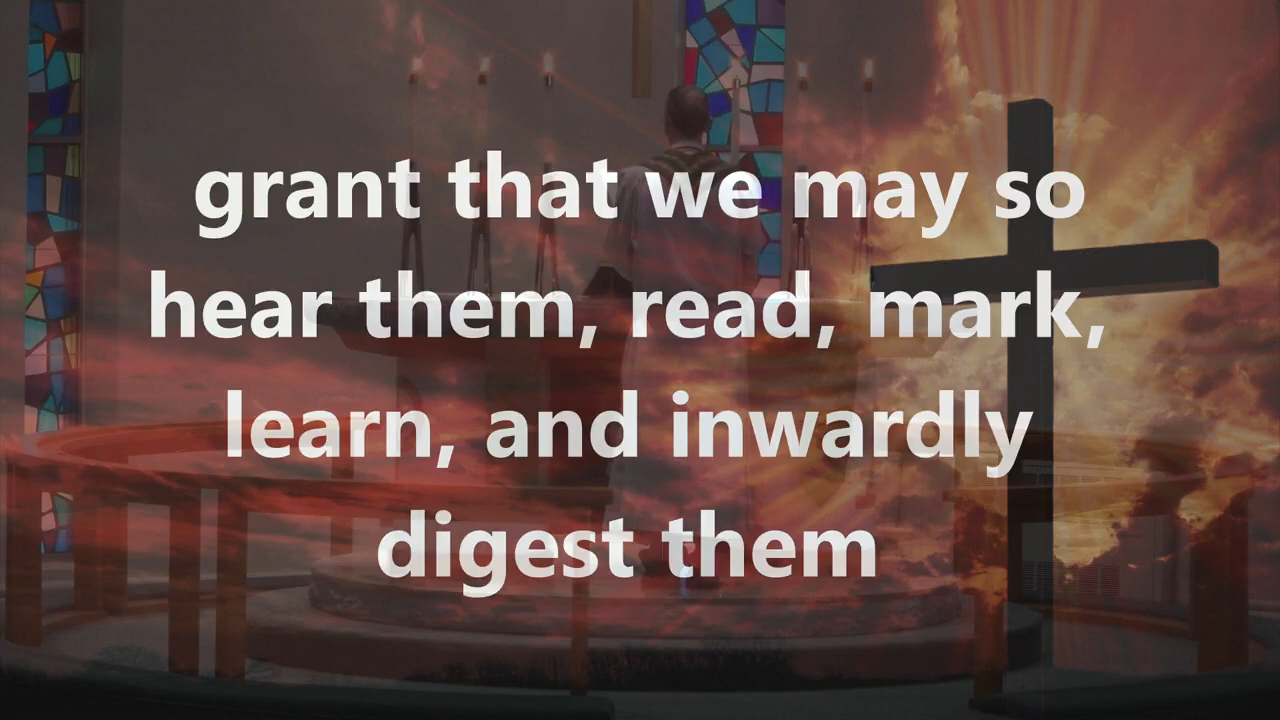 grant that we may so
hear them, read, mark,
learn, and inwardly
digest them